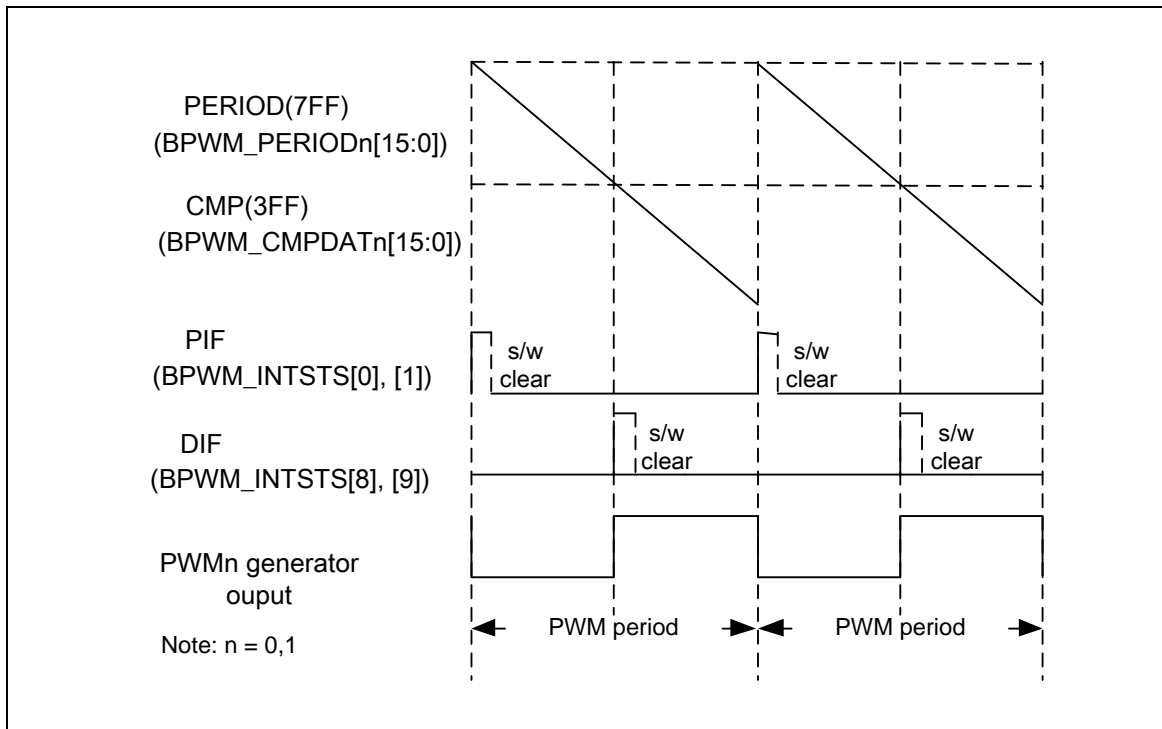 PERIOD(7FF)
(BPWM_PERIODn[15:0])
CMP(3FF)
(BPWM_CMPDATn[15:0])
PIF
(BPWM_INTSTS[0], [1])
s/w
clear
s/w
clear
DIF
(BPWM_INTSTS[8], [9])
s/w
clear
s/w
clear
PWMn generator
ouput
PWM period
PWM period
Note: n = 0,1